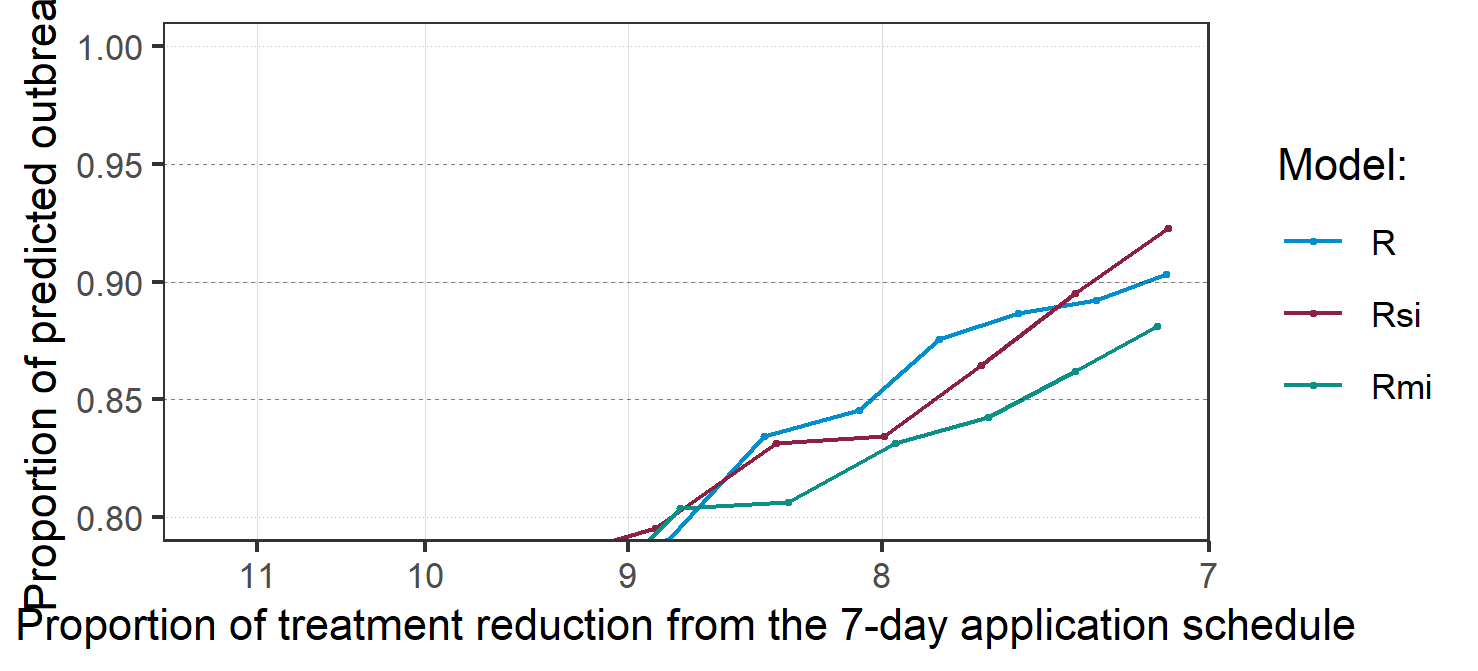 Proportion of predicted
1.00
0.95
0.90
0.85
0.80
11 10 9 8 7
Proportion of treatment reduction from the 7-day application schedule
Model:
R
Rsi
Rmi